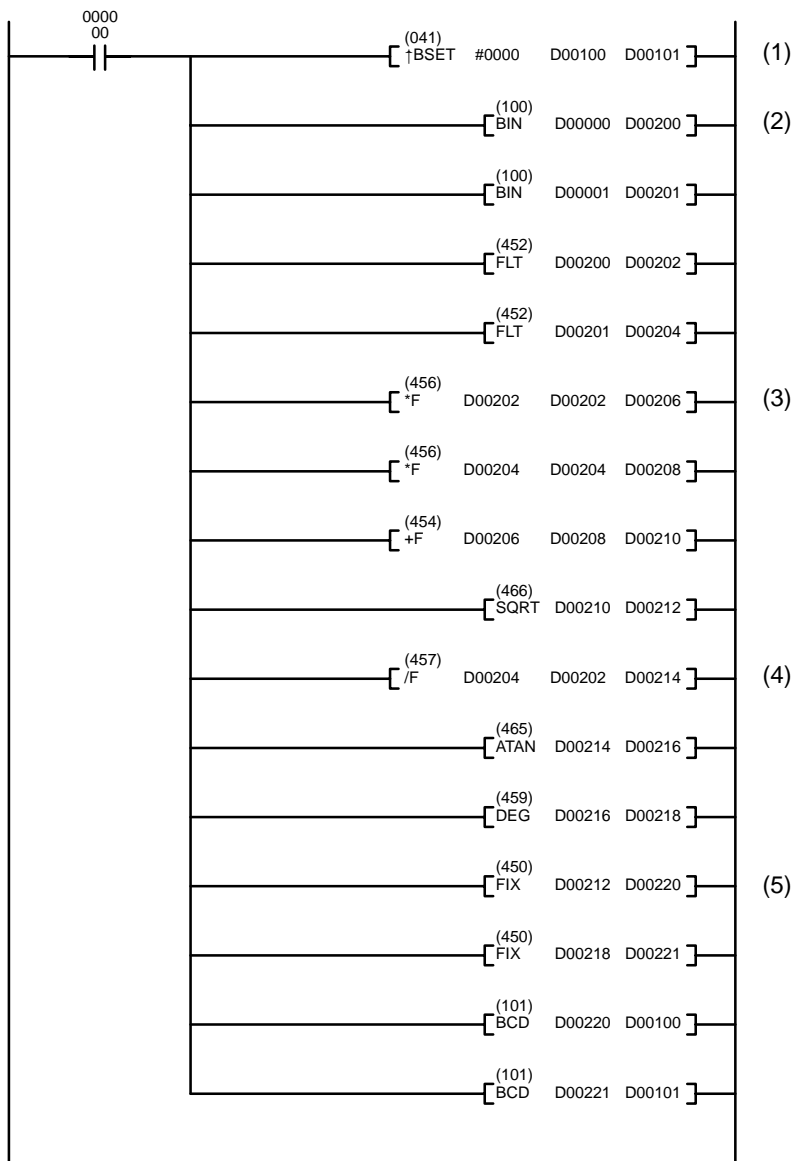 0000
00
(041)
↑BSET #0000 D00100 D00101 (1)
(100)
BIN D00000 D00200 (2)
(100)
BIN D00001 D00201
(452)
FLT D00200 D00202
(452)
FLT D00201 D00204
(456)
*F D00202 D00202 D00206 (3)
(456)
*F D00204 D00204 D00208
(454)
+F D00206 D00208 D00210
(466)
SQRT D00210 D00212
(457)
/F D00204 D00202 D00214 (4)
(465)
ATAN D00214 D00216
(459)
DEG D00216 D00218
(450)
FIX D00212 D00220 (5)
(450)
FIX D00218 D00221
(101)
BCD D00220 D00100
(101)
BCD D00221 D00101